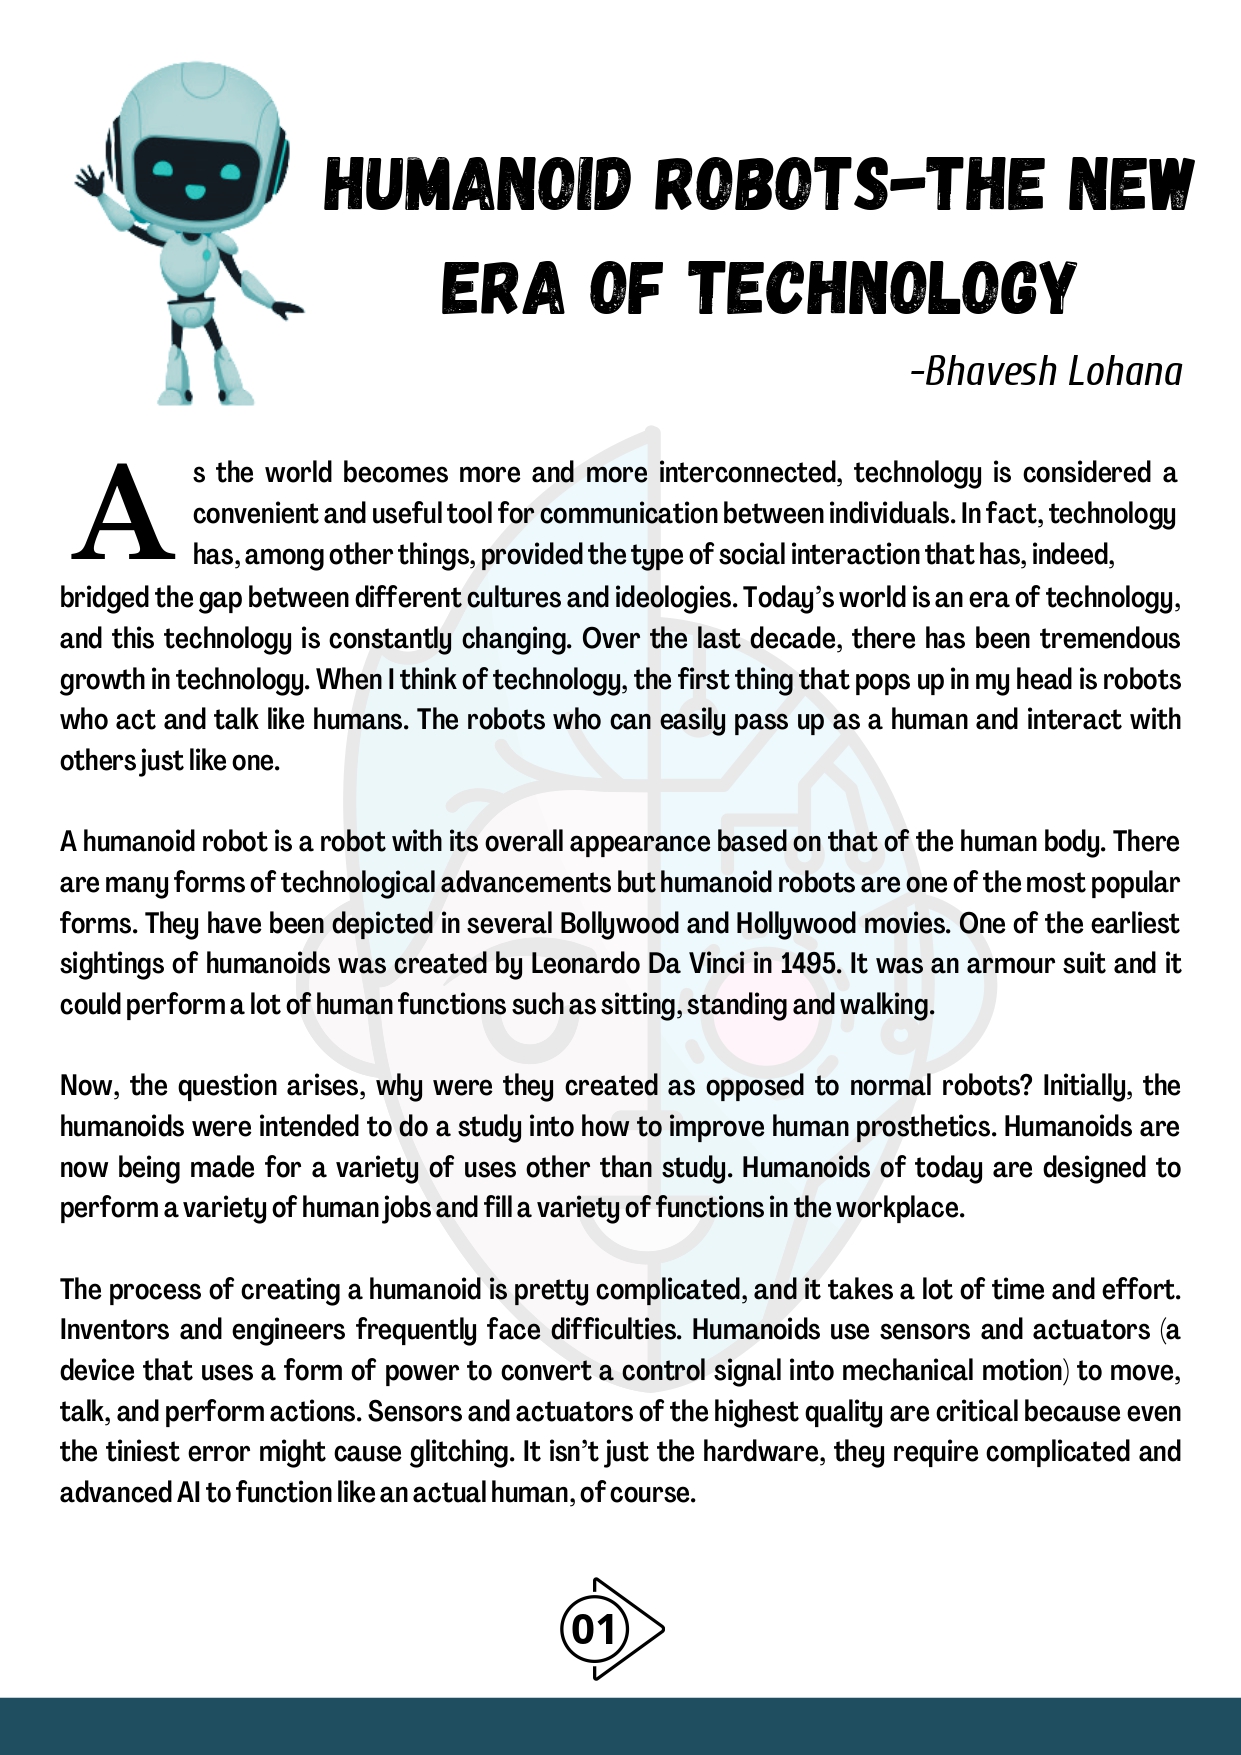 HUMANOID ROBOTS-THE NEW
ERA OF TECHNOLOGY
-Bhavesh Lohana
As the world becomes more and more interconnected, technology is considered a
convenient and useful tool for communication between individuals. In fact, technology
has, among other things, provided the type of social interaction that has, indeed,
bridged the gap between different cultures and ideologies. Today’s world is an era of technology,
and this technology is constantly changing. Over the last decade, there has been tremendous
growth in technology. When I think of technology, the first thing that pops up in my head is robots
who act and talk like humans. The robots who can easily pass up as a human and interact with
others just like one.
A humanoid robot is a robot with its overall appearance based on that of the human body. There
are many forms of technological advancements but humanoid robots are one of the most popular
forms. They have been depicted in several Bollywood and Hollywood movies. One of the earliest
sightings of humanoids was created by Leonardo Da Vinci in 1495. It was an armour suit and it
could perform a lot of human functions such as sitting, standing and walking.
Now, the question arises, why were they created as opposed to normal robots? Initially, the
humanoids were intended to do a study into how to improve human prosthetics. Humanoids are
now being made for a variety of uses other than study. Humanoids of today are designed to
perform a variety of human jobs and fill a variety of functions in the workplace.
The process of creating a humanoid is pretty complicated, and it takes a lot of time and effort.
Inventors and engineers frequently face difficulties. Humanoids use sensors and actuators (a
device that uses a form of power to convert a control signal into mechanical motion) to move,
talk, and perform actions. Sensors and actuators of the highest quality are critical because even
the tiniest error might cause glitching. It isn’t just the hardware, they require complicated and
advanced AI to function like an actual human, of course.
01